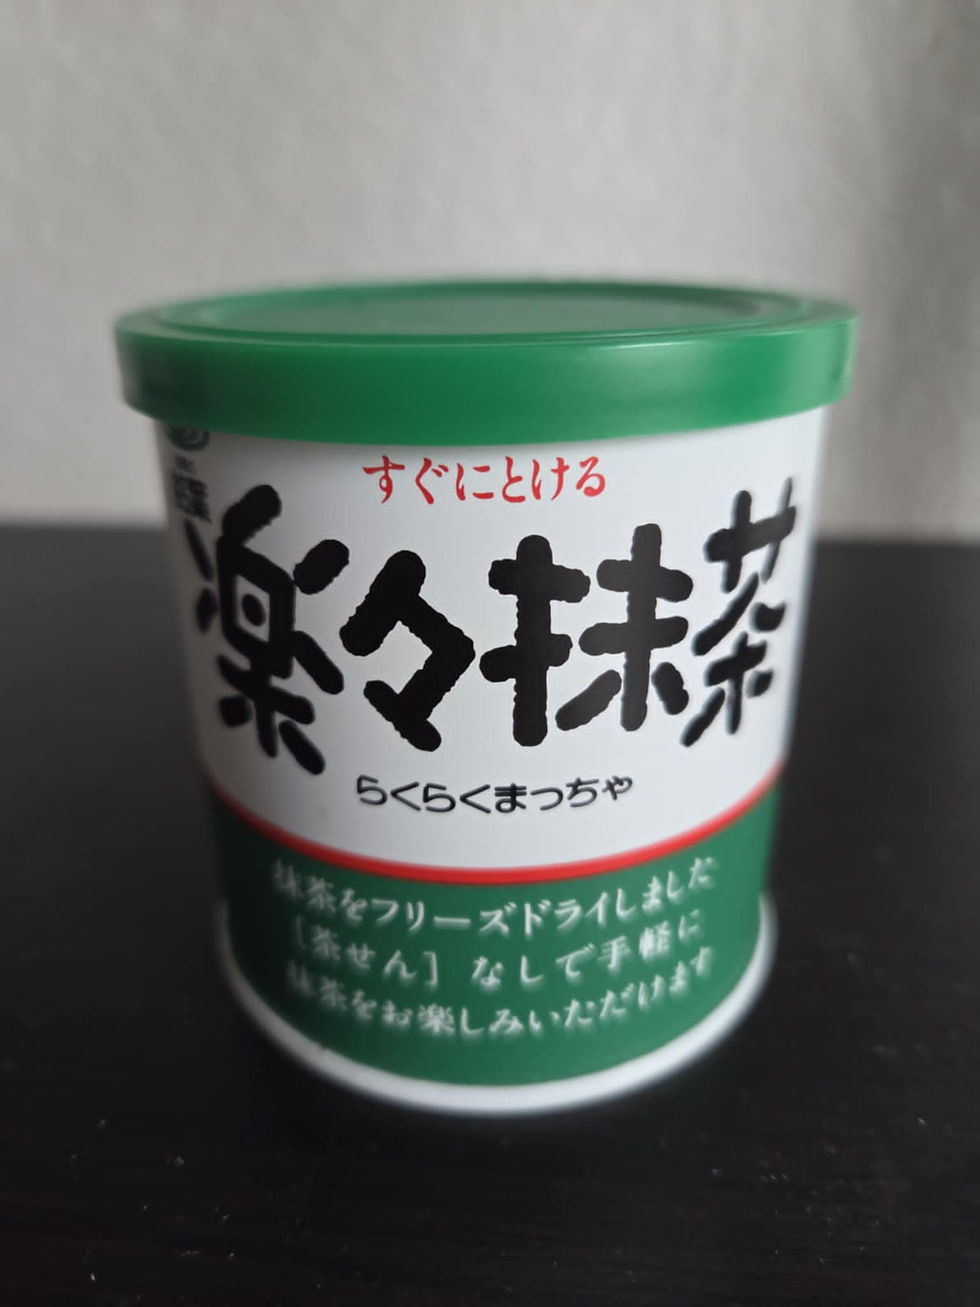 すぐにとける
楽々抹茶
らくらくまっちゃ
抹茶をフリーズドライしました
［茶せん］なしで手軽に
抹茶をお楽しみいただけます